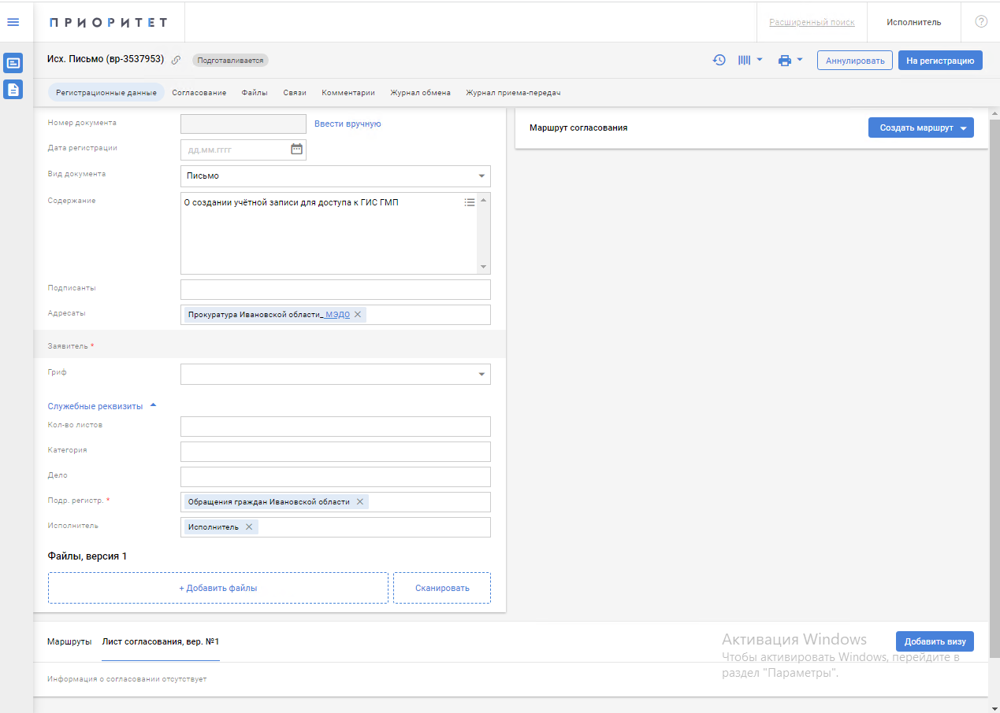 ПРИОРИТЕТ
Расширенный поиск
Исполнитель
?
Исх. Письмо (вр-3537953)
Подготавливается
Аннулировать
На регистрацию
Регистрационные данные
Согласование
Файлы
Связи
Комментарии
Журнал обмена
Журнал приема-передач
Номер документа
Ввести вручную
Дата регистрации
дд.мм.гггг
Вид документа
Письмо
Содержание
О создании учётной записи для доступа к ГИС ГМП
Подписанты
Адресаты
Прокуратура Ивановской области_ МЭДО
Заявитель *
Гриф
Служебные реквизиты
Кол-во листов
Категория
Дело
Подр. регистр. *
Обращения граждан Ивановской области
Исполнитель
Исполнитель
Файлы, версия 1
+ Добавить файлы
Сканировать
Маршрут согласования
Создать маршрут
Маршруты
Лист согласования, вер. №1
Добавить визу
Информация о согласовании отсутствует
Активация Windows
Чтобы активировать Windows, перейдите в
раздел "Параметры".